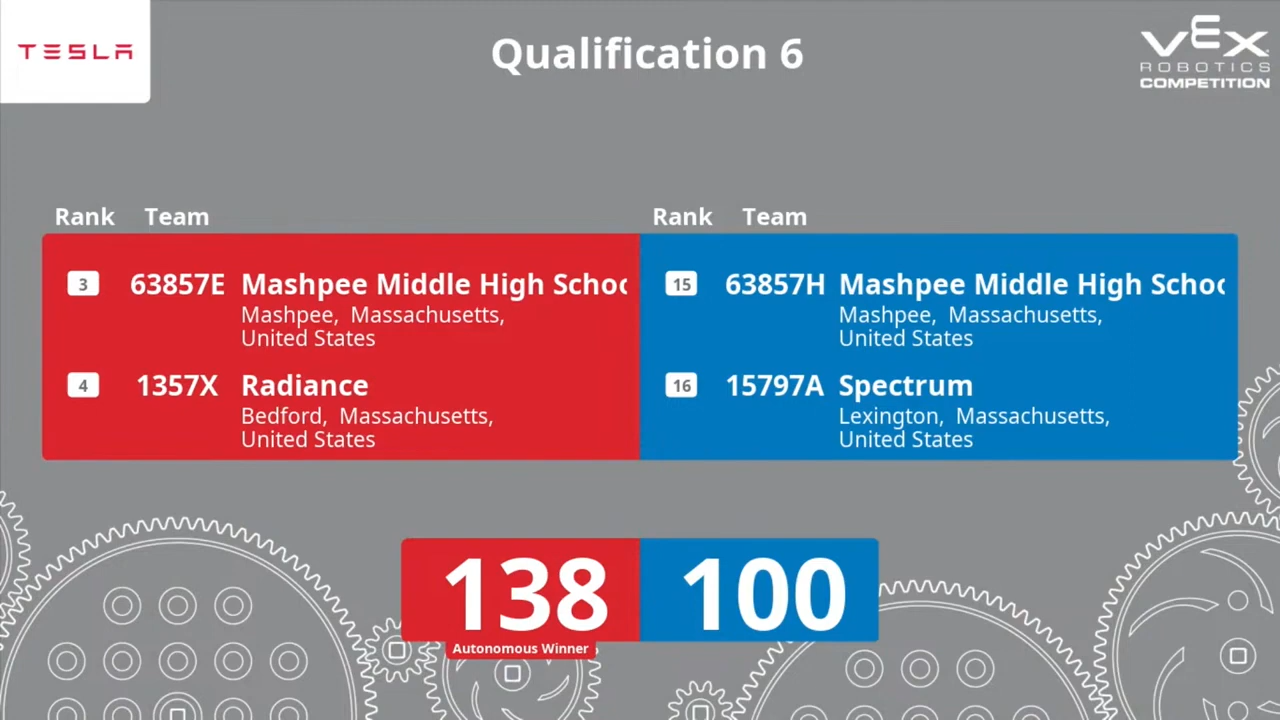 TESLA
Qualification 6
VEX
ROBOTICS
COMPETITION
Rank Team
3 63857E Mashpee Middle High Schoo
Mashpee, Massachusetts,
United States
4 1357X Radiance
Bedford, Massachusetts,
United States
Rank Team
15 63857H Mashpee Middle High Schoo
Mashpee, Massachusetts,
United States
16 15797A Spectrum
Lexington, Massachusetts,
United States
138 100
Autonomous Winner